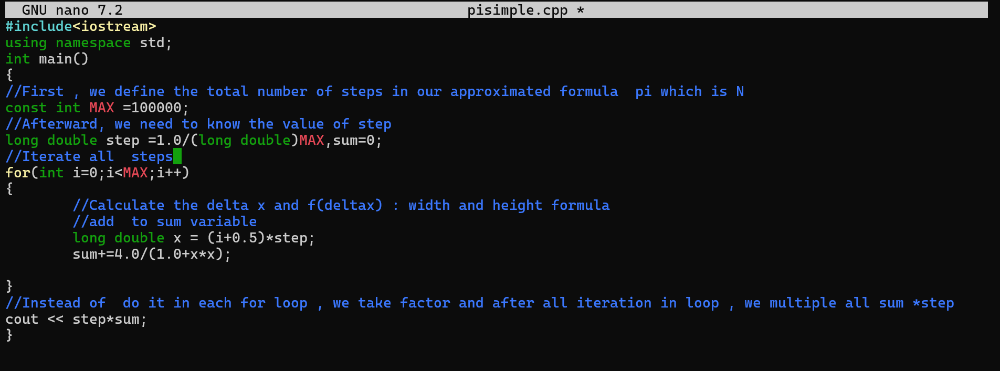 GNU nano 7.2 pisimple.cpp *
#include<iostream>
using namespace std;
int main()
{
//First , we define the total number of steps in our approximated formula  pi which is N
const int MAX =100000;
//Afterward, we need to know the value of step
long double step =1.0/(long double)MAX,sum=0;
//Iterate all  steps
for(int i=0;i<MAX;i++)
{
        //Calculate the delta x and f(deltax) : width and height formula
        //add  to sum variable
        long double x = (i+0.5)*step;
        sum+=4.0/(1.0+x*x);
}
//Instead of  do it in each for loop , we take factor and after all iteration in loop , we multiple all sum *step
cout << step*sum;
}